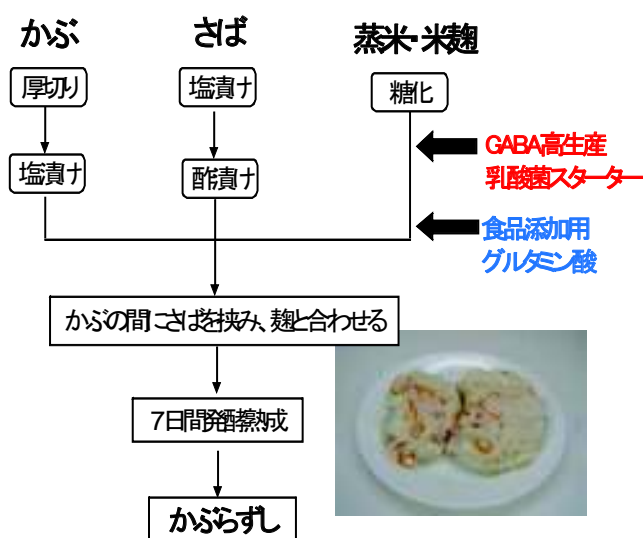 かぶ
さば
蒸米・米麹
厚切り
塩漬け
糖化
GABA高生産
乳酸菌スターター
塩漬け
酢漬け
食品添加用
グルタミン酸
かぶの間にさばを挟み、麹と合わせる
7日間発酵熟成
かぶらずし